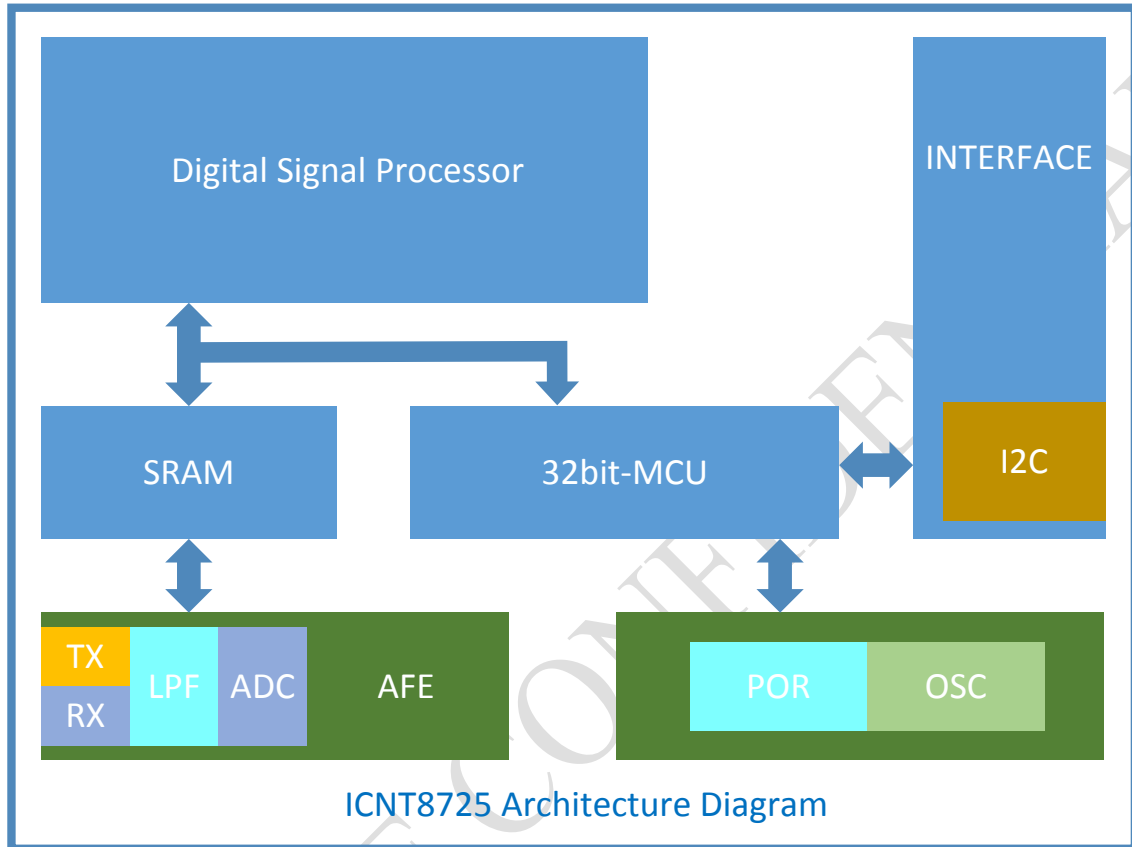 Digital Signal Processor
INTERFACE
SRAM
32bit-MCU
I2C
TX
RX
LPF
ADC
AFE
POR
OSC
ICNT8725 Architecture Diagram